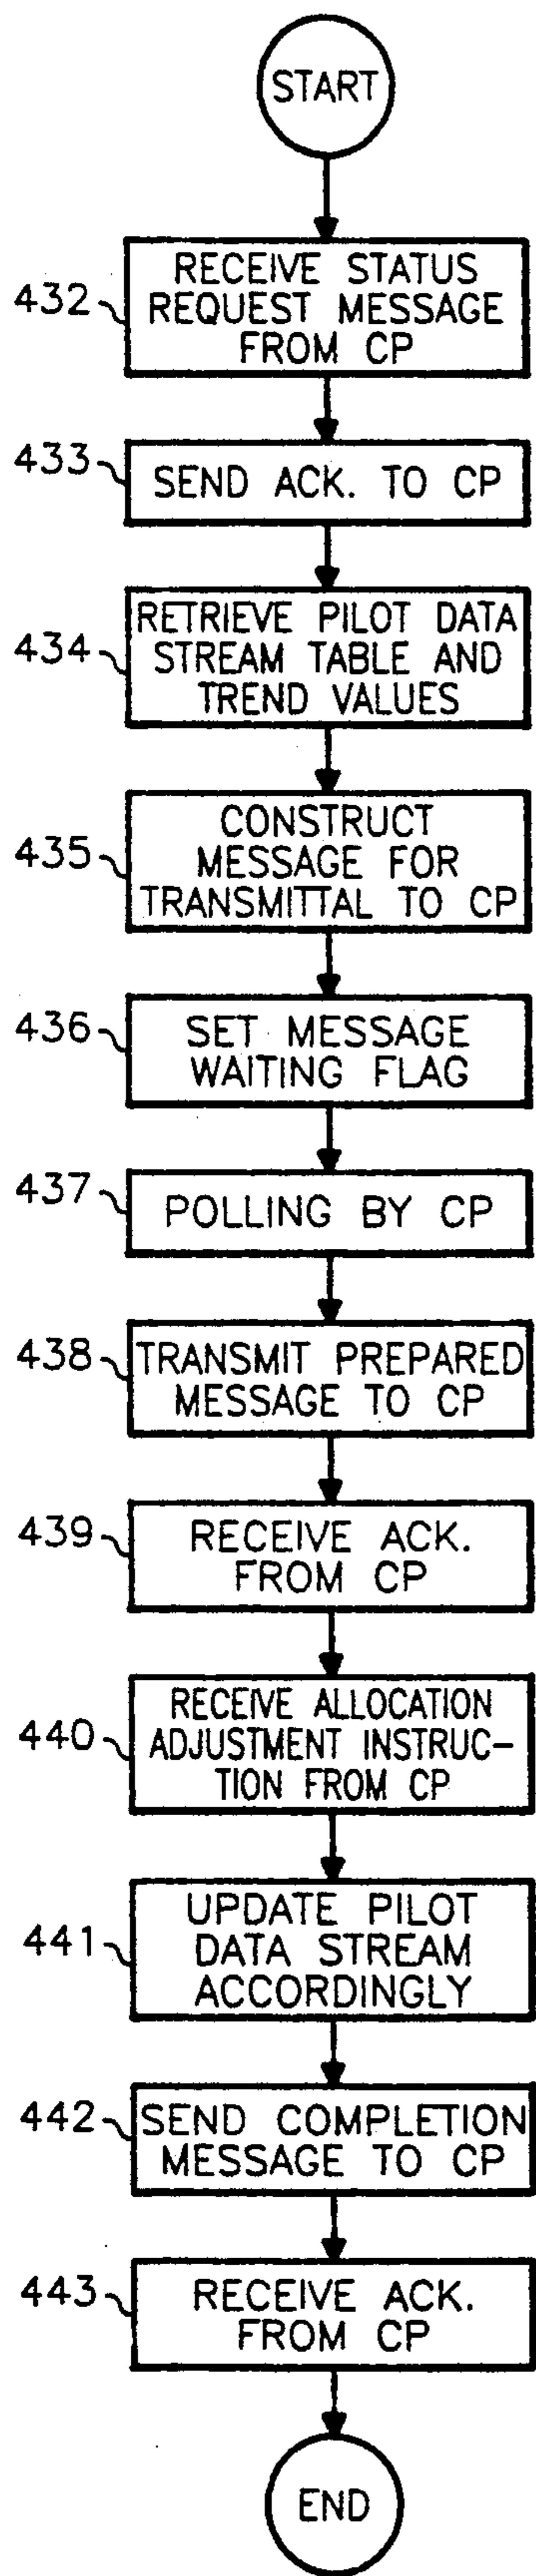 START
432
RECEIVE STATUS
REQUEST MESSAGE
FROM CP
433
SEND ACK. TO CP
434
RETRIEVE PILOT DATA
STREAM TABLE AND
TREND VALUES
435
CONSTRUCT
MESSAGE FOR
TRANSMITTAL TO CP
436
SET MESSAGE
WAITING FLAG
437
POLLING BY CP
438
TRANSMIT PREPARED
MESSAGE TO CP
439
RECEIVE ACK.
FROM CP
440
RECEIVE ALLOCATION
ADJUSTMENT INSTRUC-
TION FROM CP
441
UPDATE PILOT
DATA STREAM
ACCORDINGLY
442
SEND COMPLETION
MESSAGE TO CP
443
RECEIVE ACK.
FROM CP
END